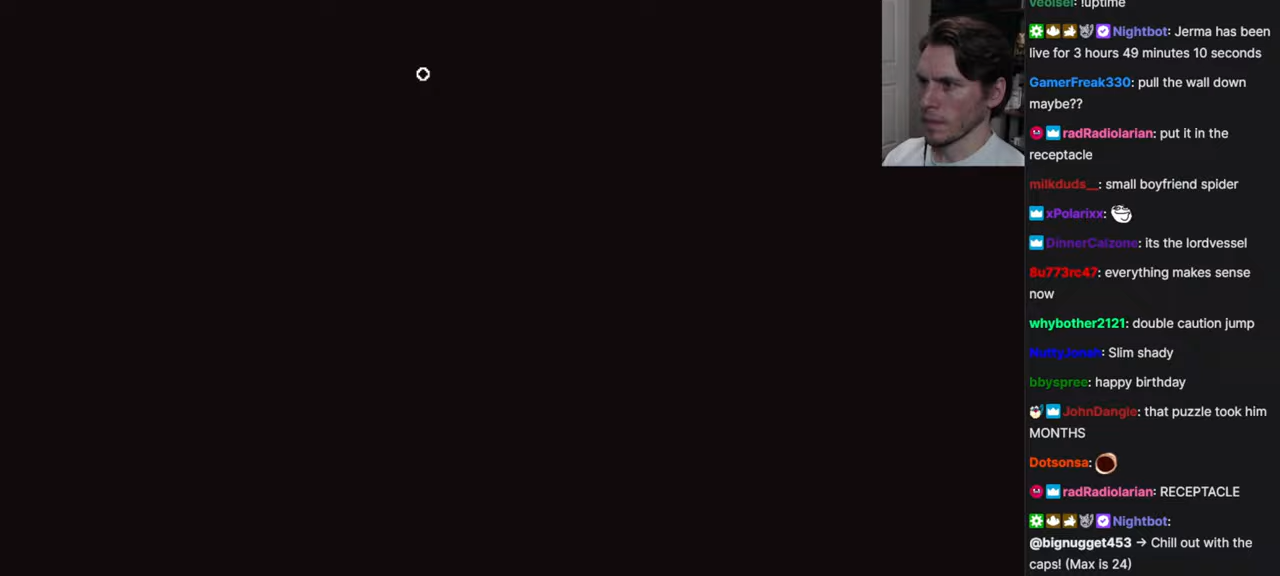 veolsei: !uptime
Nightbot: Jerma has been
live for 3 hours 49 minutes 10 seconds
GamerFreak330: pull the wall down
maybe??
radRadiolarian: put it in the
receptacle
milkduds__: small boyfriend spider
xPolarixx:
DinnerCalzone: its the lordvessel
8u773rc47: everything makes sense
now
whybother2121: double caution jump
NuttyJonah: Slim shady
bbyspree: happy birthday
JohnDangle: that puzzle took him
MONTHS
Dotsonsa:
radRadiolarian: RECEPTACLE
Nightbot:
@bignugget453 → Chill out with the
caps! (Max is 24)